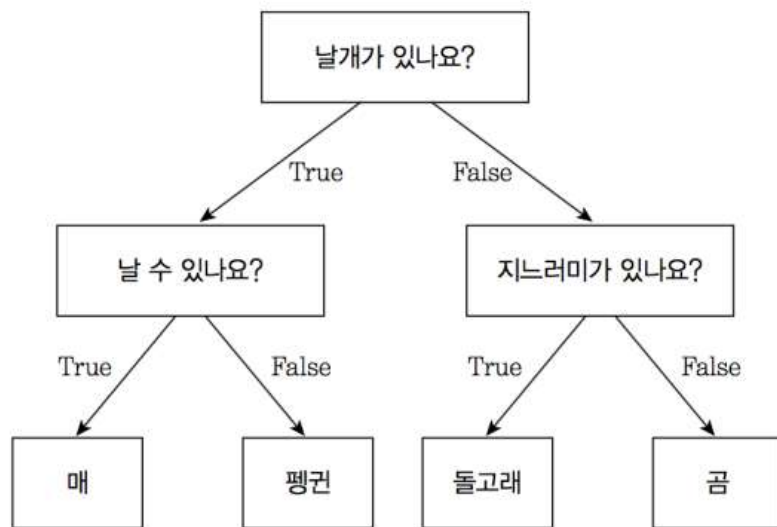 날개가 있나요?
True
False
날 수 있나요?
지느러미가 있나요?
True
False
True
False
매
펭귄
돌고래
곰